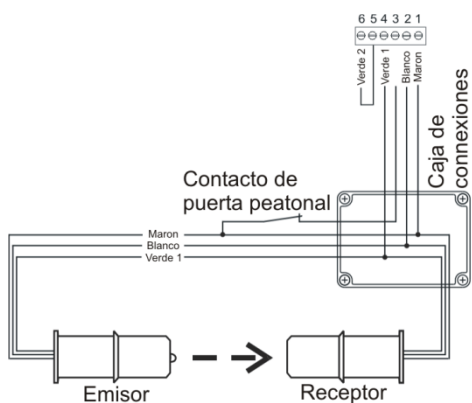 6 5 4 3 2 1
Verde 2
Verde 1
Blanco
Maron
Caja de
connexiones
Contacto de
puerta peatonal
Maron
Blanco
Verde 1
Emisor
Receptor